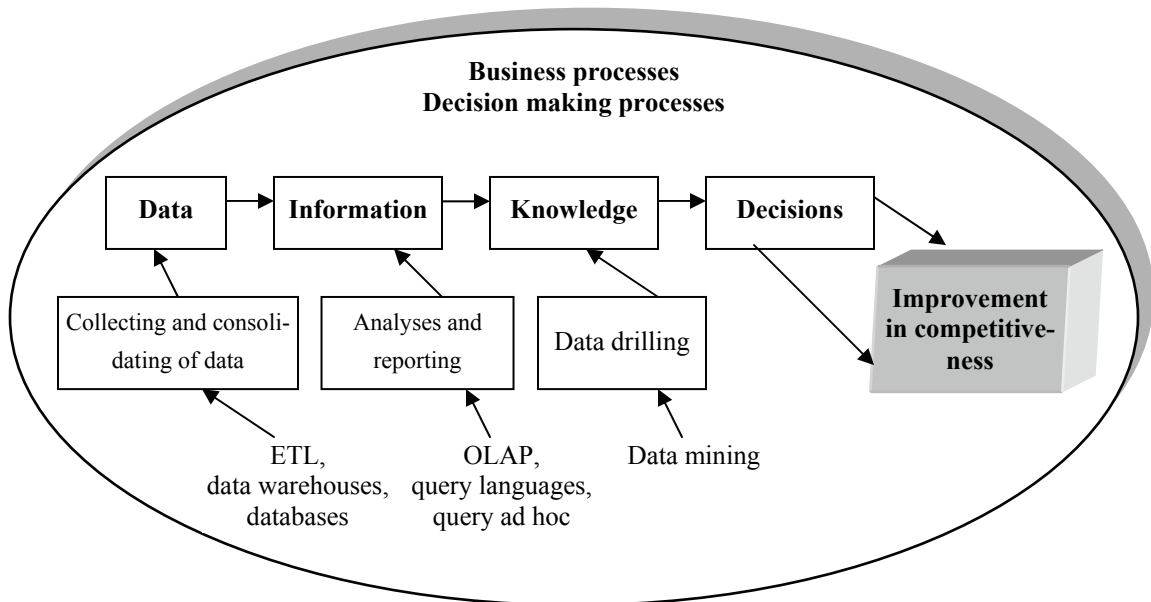 Business processes
Decision making processes
Data
Information
Knowledge
Decisions
Improvement
in competitive-
ness
Collecting and consoli-
dating of data
Analyses and
reporting
Data drilling
ETL,
data warehouses,
databases
OLAP,
query languages,
query ad hoc
Data mining